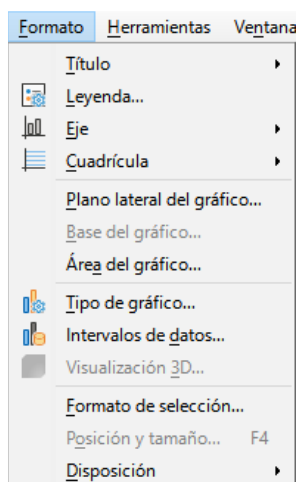 Formato Herramientas Ventana
Título
Leyenda...
Eje
Cuadrícula
Plano lateral del gráfico...
Base del gráfico...
Área del gráfico...
Tipo de gráfico...
Intervalos de datos...
Visualización 3D...
Formato de selección...
Posición y tamaño... F4
Disposición